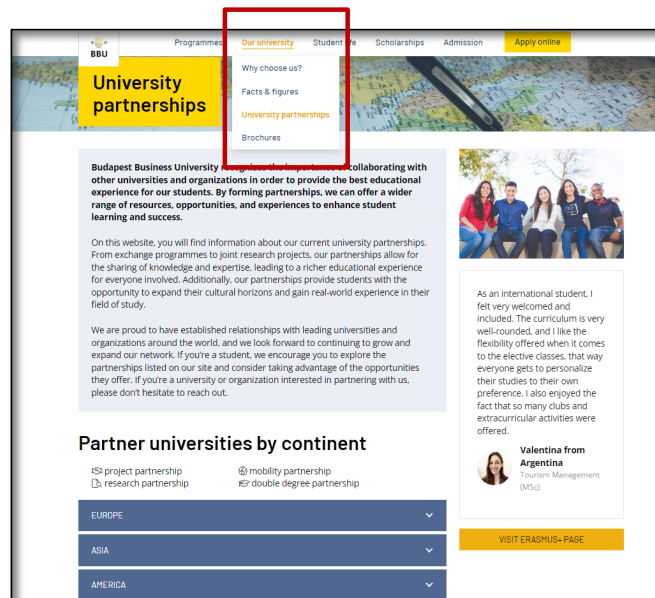 BBU
Programmes Our university Student life Scholarships Admission Apply online
Why choose us?
Facts & figures
University partnerships
Brochures
University
partnerships
Budapest Business University recognizes the importance of collaborating with
other universities and organizations in order to provide the best educational
experience for our students. By forming partnerships, we can offer a wider
range of resources, opportunities, and experiences to enhance student
learning and success.
On this website, you will find information about our current university partnerships.
From exchange programmes to joint research projects, our partnerships allow for
the sharing of knowledge and expertise, leading to a richer educational experience
for everyone involved. Additionally, our partnerships provide students with the
opportunity to expand their cultural horizons and gain real-world experience in their
field of study.
We are proud to have established relationships with leading universities and
organizations around the world, and we look forward to continuing to grow and
expand our network. If you're a student, we encourage you to explore the
partnerships listed on our site and consider taking advantage of the opportunities
they offer. If you're a university or organization interested in partnering with us,
please don't hesitate to reach out.
As an international student, I
felt very welcomed and
included. The curriculum is very
well-rounded, and I like the
flexibility offered when it comes
to the elective classes, that way
everyone gets to personalize
their studies to their own
preference. I also enjoyed the
fact that so many clubs and
extracurricular activities were
offered.
Valentina from
Argentina
Tourism Management
(MSc)
VISIT ERASMUS+ PAGE
Partner universities by continent
project partnership mobility partnership
research partnership double degree partnership
EUROPE
ASIA
AMERICA